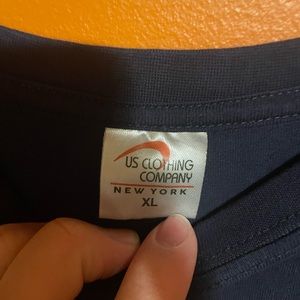 US CLOTHING
COMPANY
NEW YORK
XL